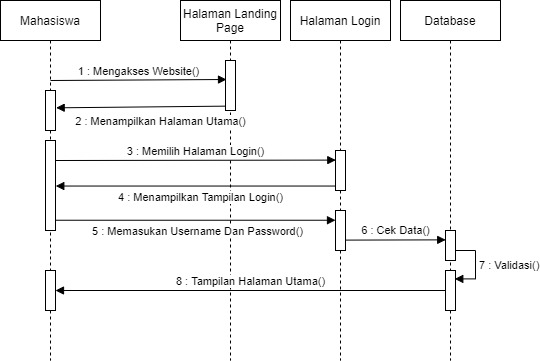 Mahasiswa
Halaman Landing
Page
Halaman Login
Database
1 : Mengakses Website()
2 : Menampilkan Halaman Utama()
3 : Memilih Halaman Login()
4 : Menampilkan Tampilan Login()
5 : Memasukan Username Dan Password()
6 : Cek Data()
7 : Validasi()
8 : Tampilan Halaman Utama()